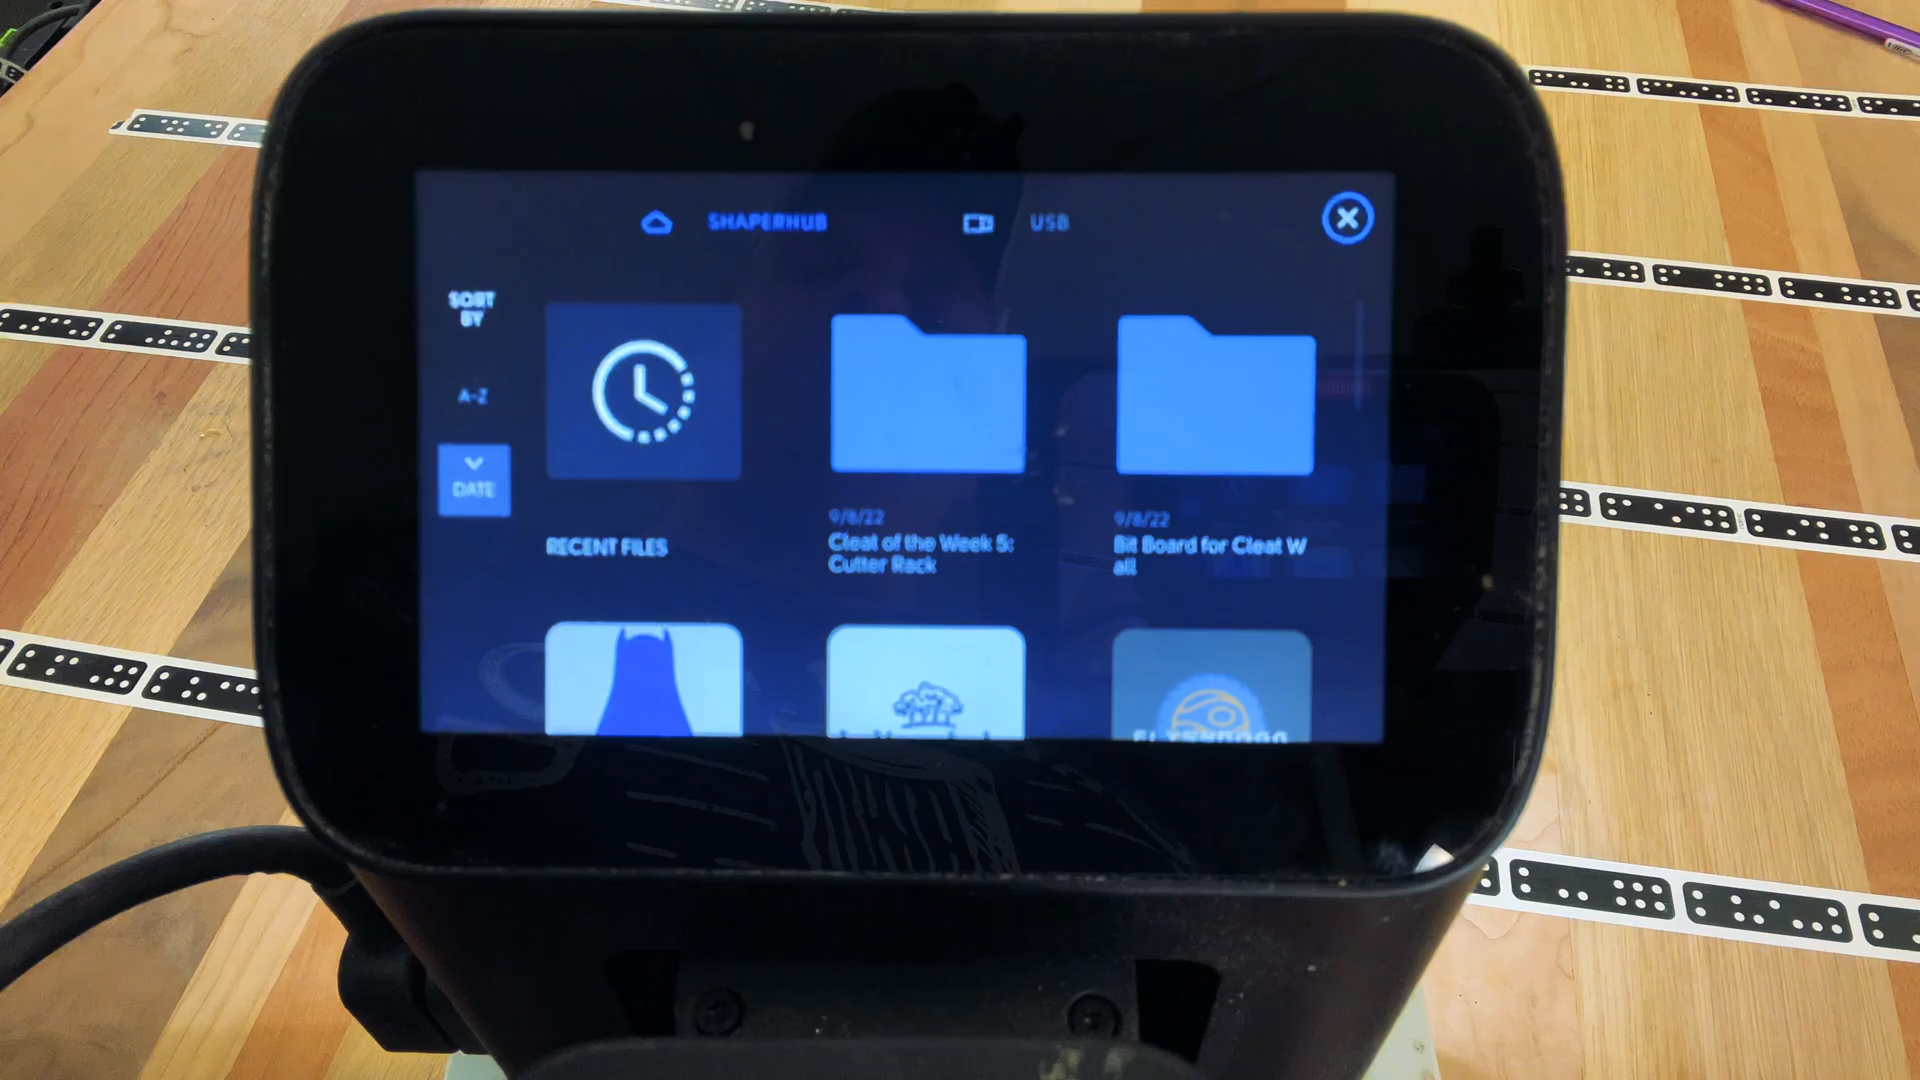 SHAPERHUB
USB
SORT
BY
A-Z
DATE
RECENT FILES
9/8/22
Cleat of the Week 5:
Cutter Rack
9/8/22
Bit Board for Cleat W
all